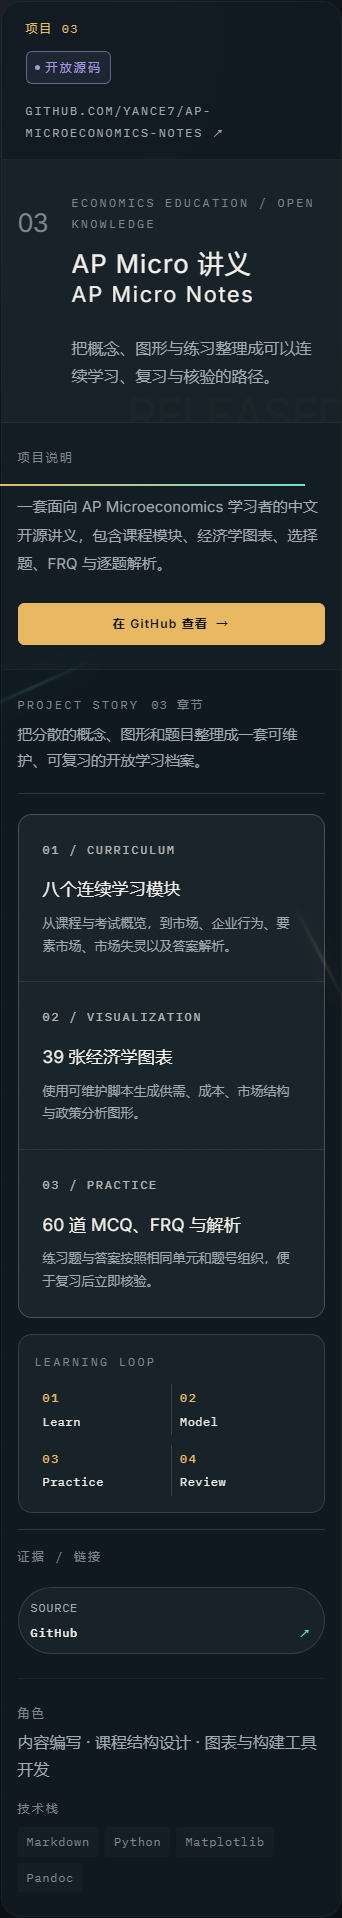 项目 03
开放源码
GITHUB.COM/YANCE7/AP-
MICROECONOMICS-NOTES ↗
03
ECONOMICS EDUCATION / OPEN
KNOWLEDGE
AP Micro 讲义
AP Micro Notes
把概念、图形与练习整理成可以连
续学习、复习与核验的路径。
RELEASED
项目说明
一套面向 AP Microeconomics 学习者的中文
开源讲义，包含课程模块、经济学图表、选择
题、FRQ 与逐题解析。
在 GitHub 查看 →
PROJECT STORY 03 章节
把分散的概念、图形和题目整理成一套可维
护、可复习的开放学习档案。
01 / CURRICULUM
八个连续学习模块
从课程与考试概览，到市场、企业行为、要
素市场、市场失灵以及答案解析。
02 / VISUALIZATION
39 张经济学图表
使用可维护脚本生成供需、成本、市场结构
与政策分析图形。
03 / PRACTICE
60 道 MCQ、FRQ 与解析
练习题与答案按照相同单元和题号组织，便
于复习后立即核验。
LEARNING LOOP
01
Learn
02
Model
03
Practice
04
Review
证据 / 链接
SOURCE
GitHub ↗
角色
内容编写 · 课程结构设计 · 图表与构建工具
开发
技术栈
Markdown
Python
Matplotlib
Pandoc